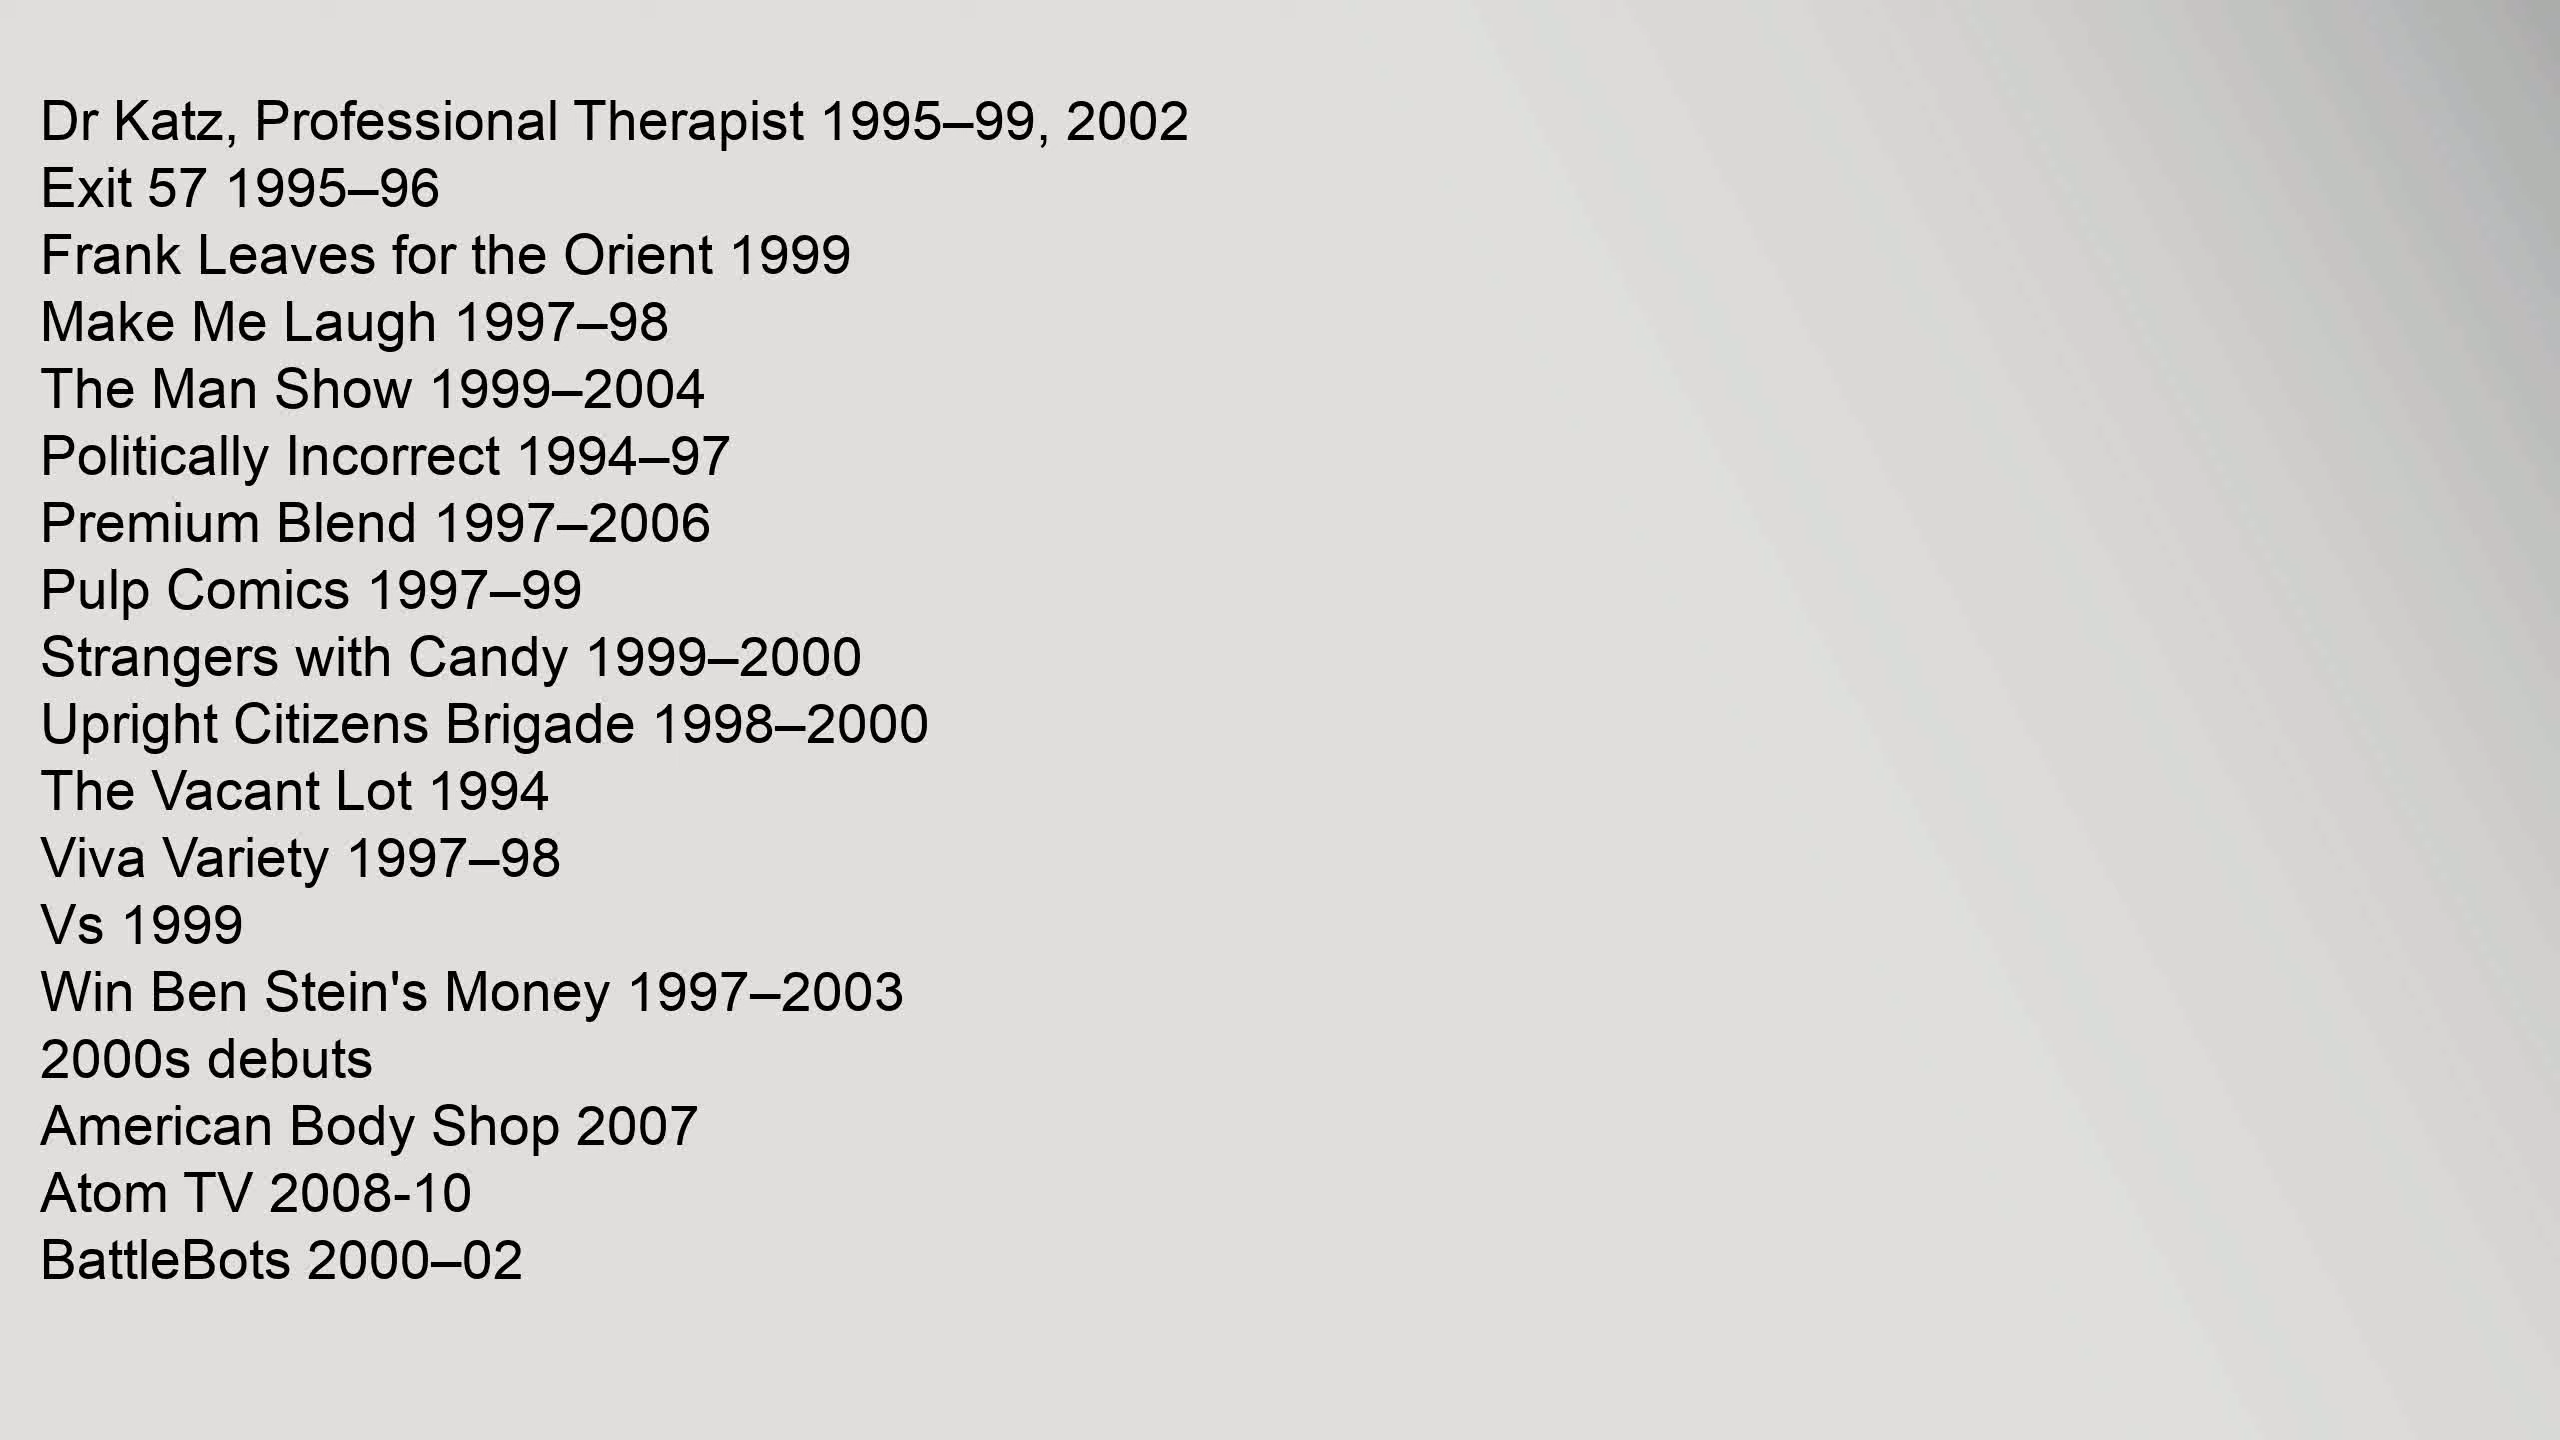 Dr Katz, Professional Therapist 1995–99, 2002
Exit 57 1995–96
Frank Leaves for the Orient 1999
Make Me Laugh 1997–98
The Man Show 1999–2004
Politically Incorrect 1994–97
Premium Blend 1997–2006
Pulp Comics 1997–99
Strangers with Candy 1999–2000
Upright Citizens Brigade 1998–2000
The Vacant Lot 1994
Viva Variety 1997–98
Vs 1999
Win Ben Stein's Money 1997–2003
2000s debuts
American Body Shop 2007
Atom TV 2008-10
BattleBots 2000–02